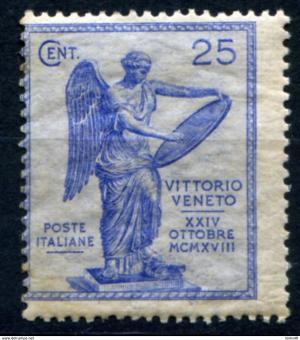 CENT. 25
VITTORIO
VENETO
XXIV
OTTOBRE
MCMXVIII
POSTE
ITALIANE